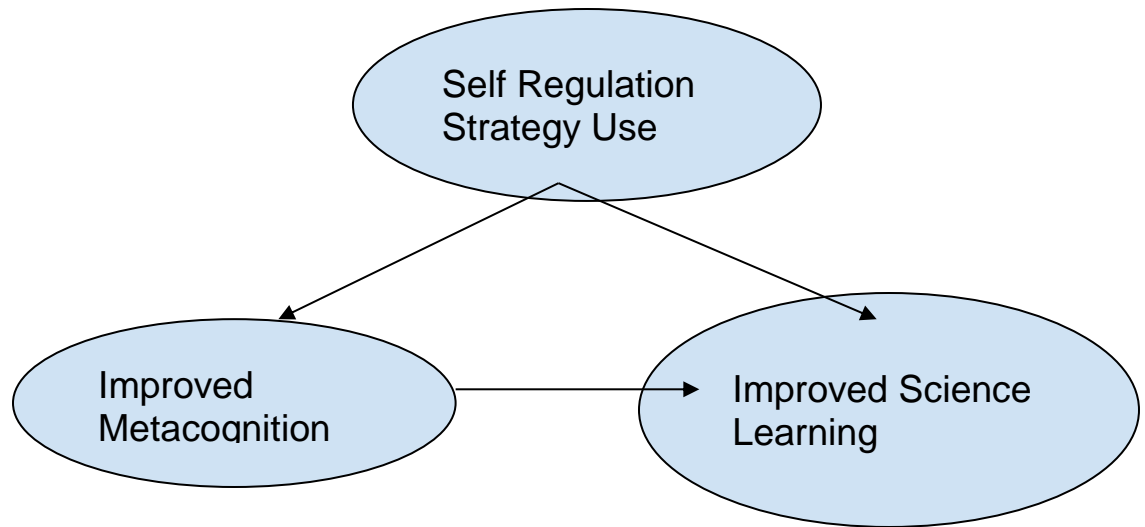 Self Regulation
Strategy Use
Improved
Metacognition
Improved Science
Learning